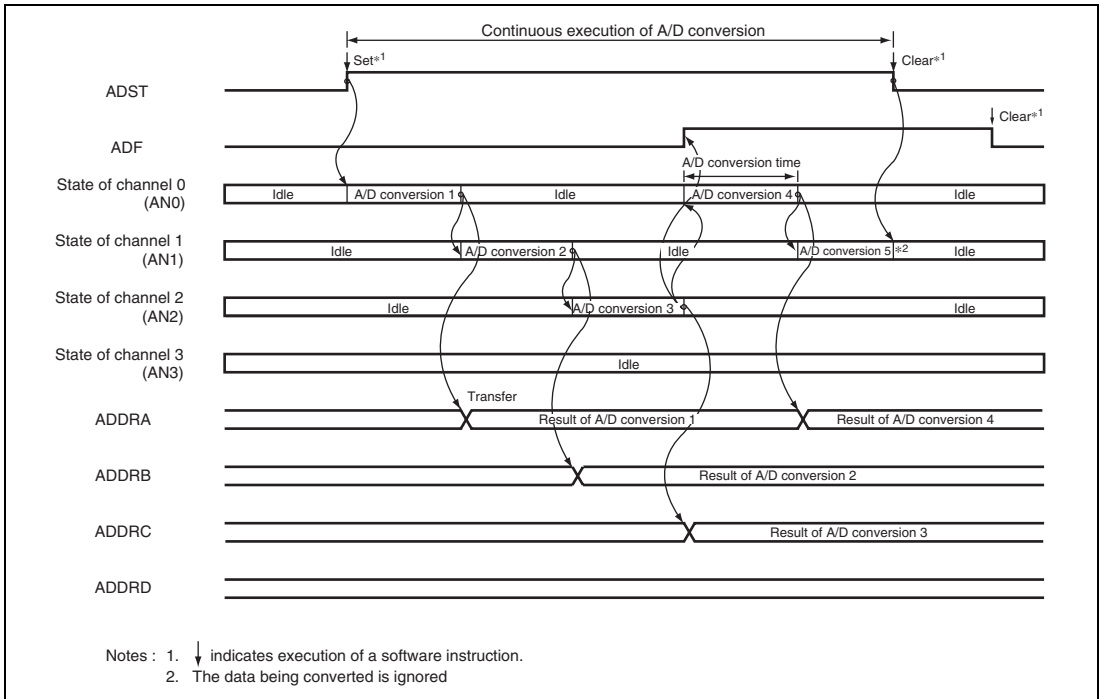 Continuous execution of A/D conversion
Set*1
Clear*1
ADST
Clear*1
ADF
A/D conversion time
State of channel 0
(AN0)
Idle
A/D conversion 1
Idle
A/D conversion 4
Idle
State of channel 1
(AN1)
Idle
A/D conversion 2
Idle
A/D conversion 5
*2
Idle
State of channel 2
(AN2)
Idle
A/D conversion 3
Idle
State of channel 3
(AN3)
Idle
Transfer
ADDRA
Result of A/D conversion 1
Result of A/D conversion 4
ADDRB
Result of A/D conversion 2
ADDRC
Result of A/D conversion 3
ADDRD
Notes : 1. ↓ indicates execution of a software instruction.
2. The data being converted is ignored